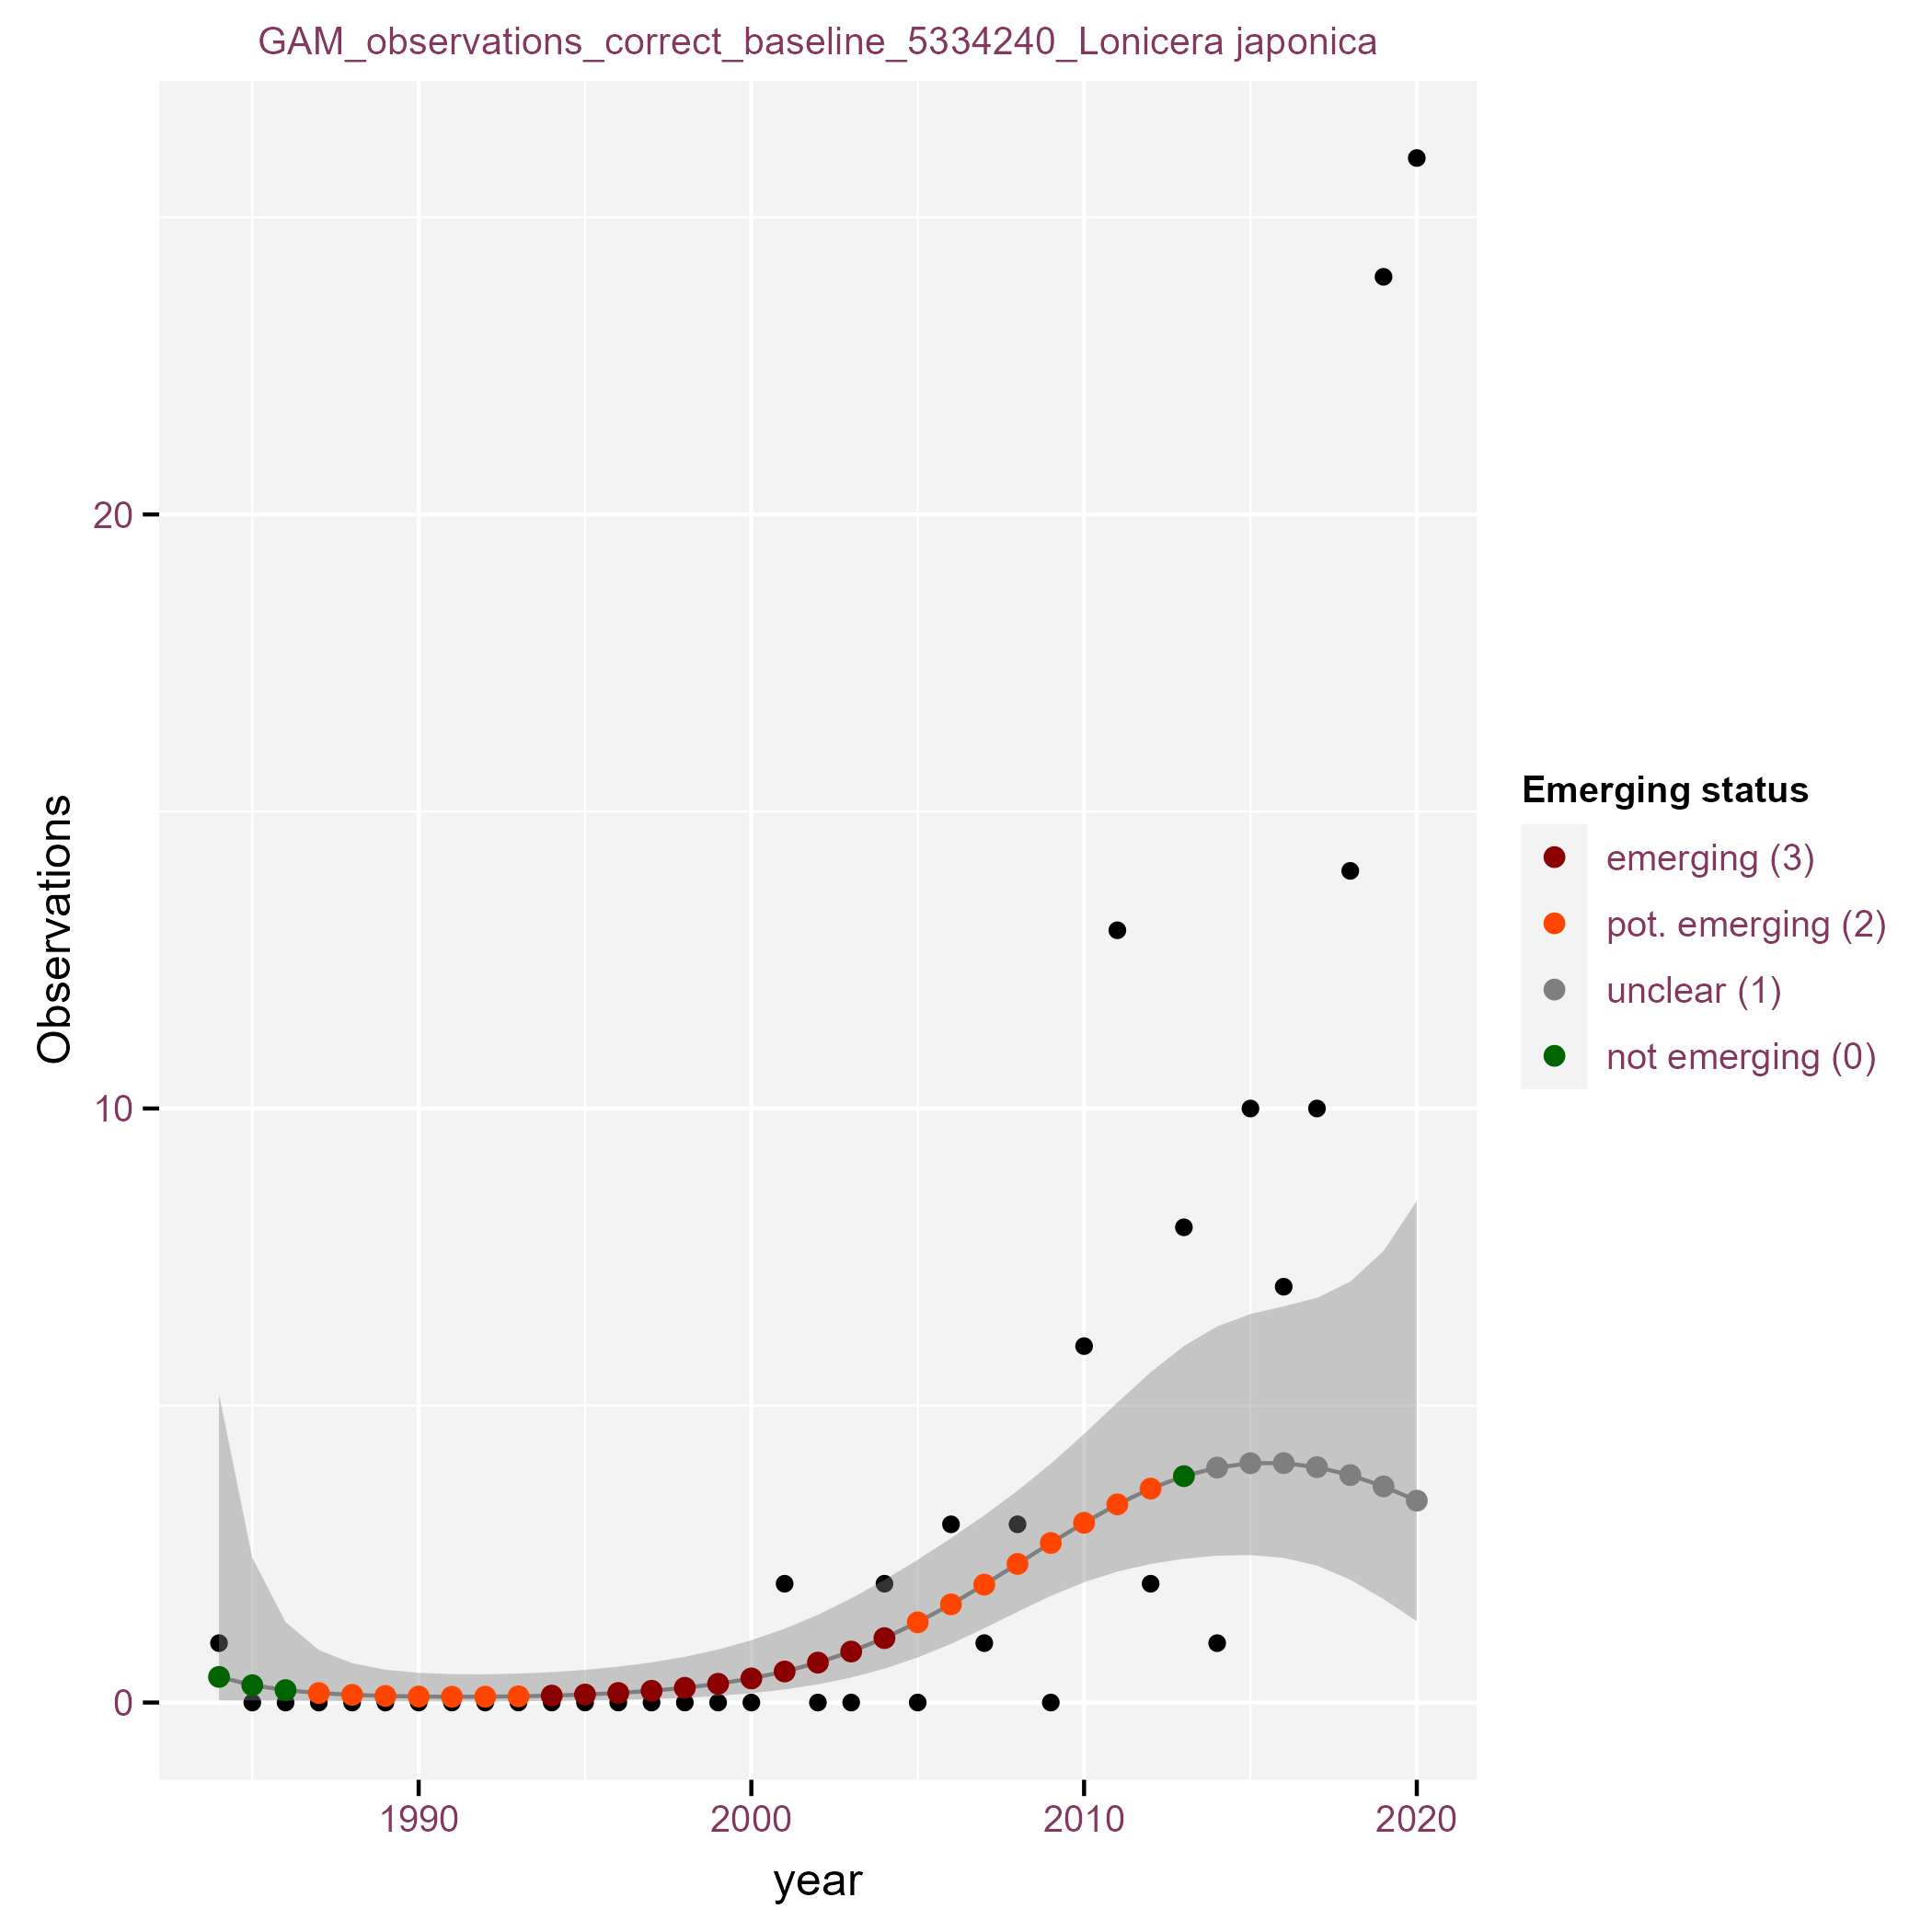 GAM_observations_correct_baseline_5334240_Lonicera japonica
Observations
20
10
0
1990
2000
2010
2020
year
Emerging status
emerging (3)
pot. emerging (2)
unclear (1)
not emerging (0)